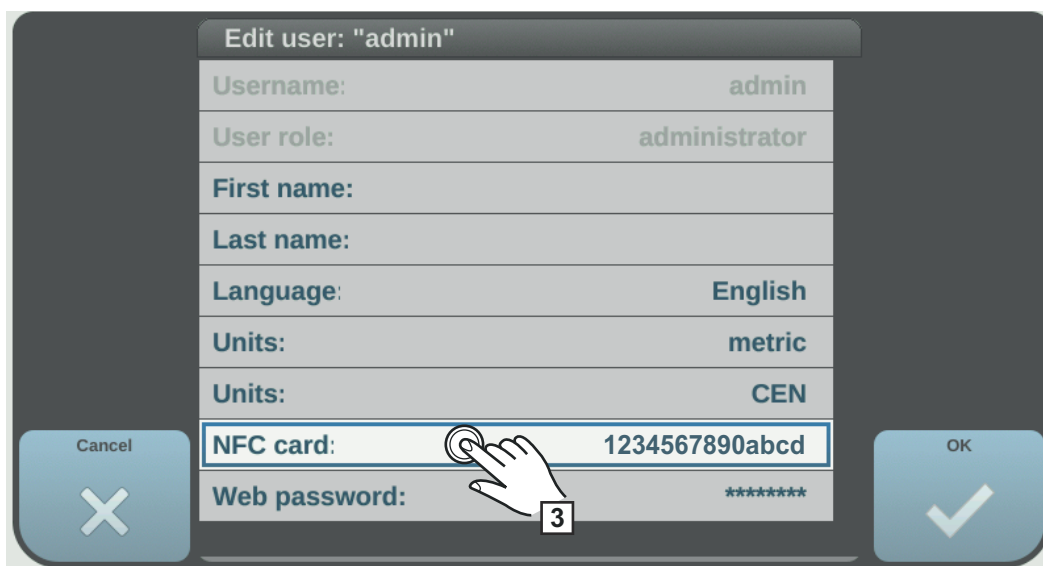 Edit user: "admin"
Username: admin
User role: administrator
First name:
Last name:
Language: English
Units: metric
Units: CEN
Cancel
NFC card: 1234567890abcd
OK
Web password: ********
3